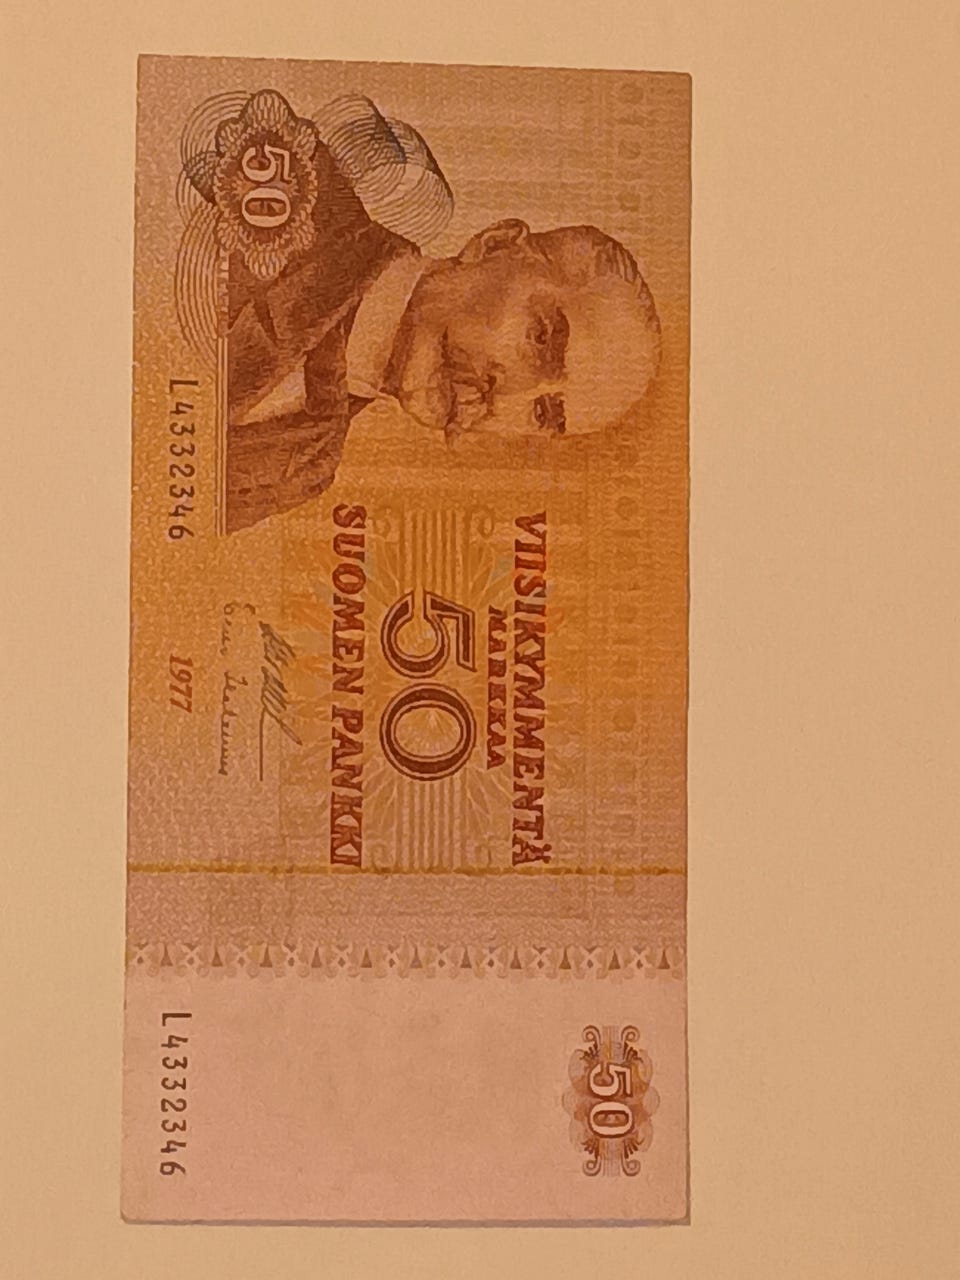 VIISIKYMMENTÄ
MARKKAA
50
SUOMEN PANKKI
50
50
L4332346
1977
L4332346